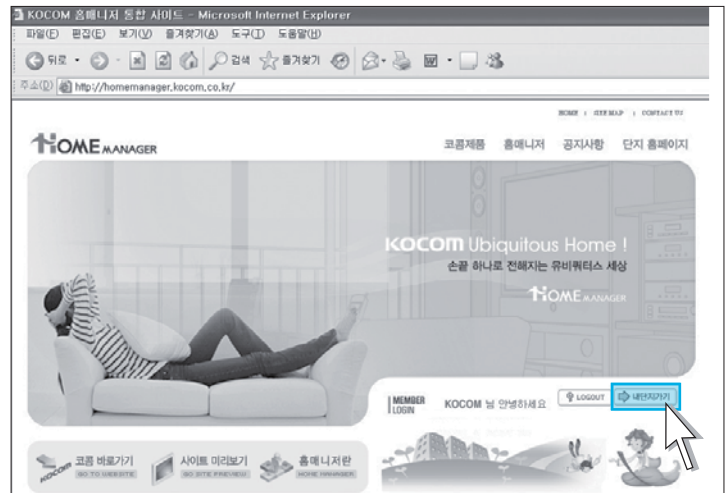 KOCOM 홈매니저 통합 사이트 - Microsoft Internet Explorer
파일(F) 편집(E) 보기(V) 즐겨찾기(A) 도구(T) 도움말(H)
뒤로 검색 즐겨찾기
주소(D) http://homemanager.kocom.co.kr/
HOME | SITE MAP | CONTACT US
HOME MANAGER
코콤제품 홈매니저 공지사항 단지 홈페이지
KOCOM Ubiquitous Home !
손끝 하나로 전해지는 유비쿼터스 세상
HOME MANAGER
MEMBER LOGIN
KOCOM 님 안녕하세요
LOGOUT
내단지가기
KOCOM
코콤 바로가기
GO TO WEBSITE
사이트 미리보기
GO SITE PREVIEW
홈매니저란
HOME MANAGER